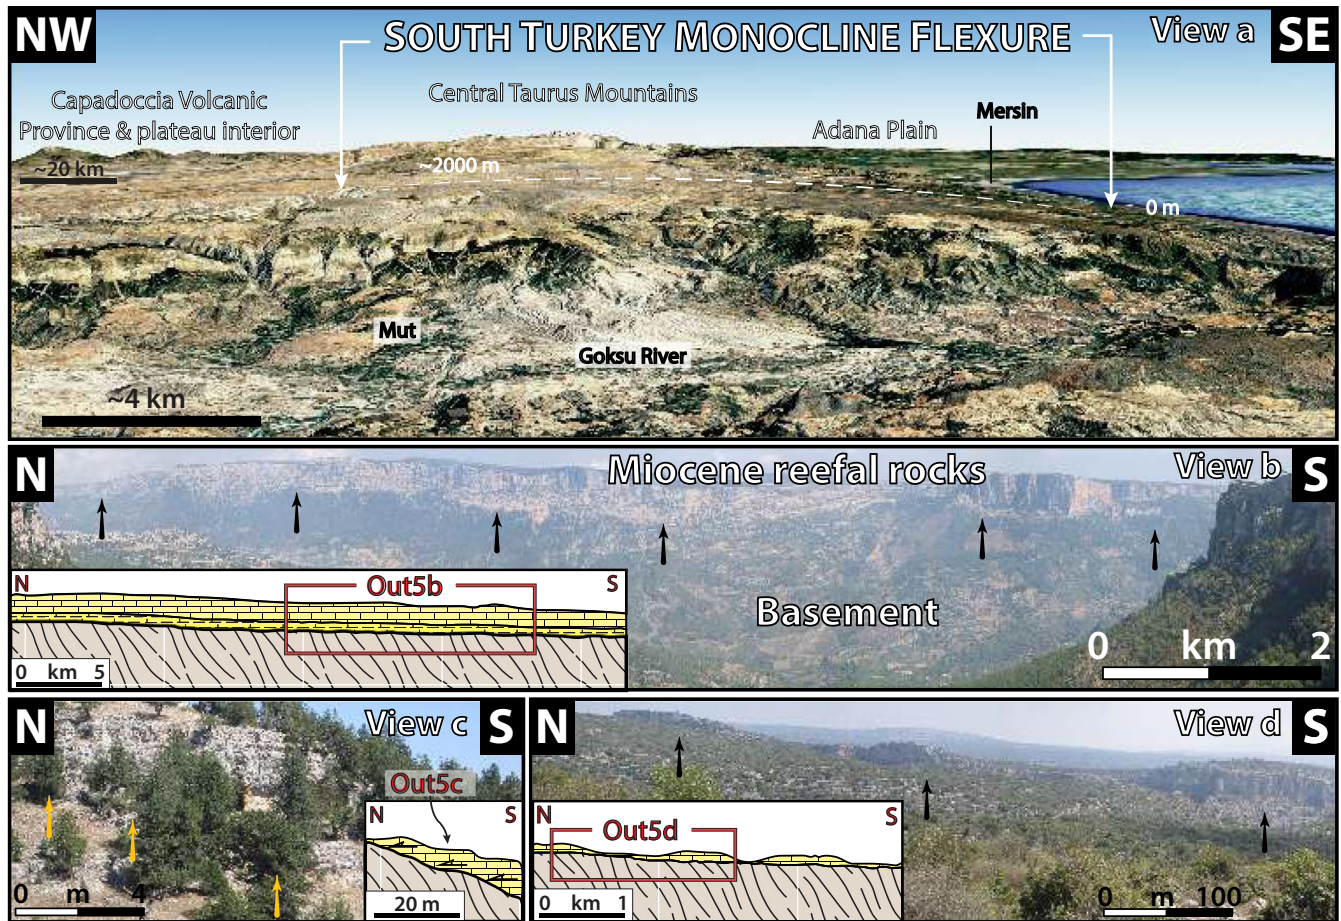 NW
SOUTH TURKEY MONOCLINE FLEXURE
View a
SE
Capadoccia Volcanic
Province & plateau interior
Central Taurus Mountains
Mersin
Adana Plain
~20 km
~2000 m
0 m
Mut
Goksu River
~4 km
N
Miocene reefal rocks
View b
S
N
Out5b
S
Basement
0 km 5
0 km 2
N
View c
S
Out5c
N
S
0 m 4
20 m
N
View d
S
N
Out5d
S
0 km 1
0 m 100